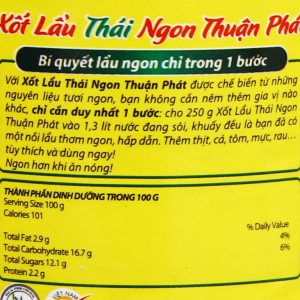 Xốt Lẩu Thái Ngon Thuận Phát
Bí quyết lẩu ngon chỉ trong 1 bước
Với Xốt Lẩu Thái Ngon Thuận Phát được chế biến từ những
nguyên liệu tươi ngon, bạn không cần nêm thêm gia vị nào
khác, chỉ cần duy nhất 1 bước: cho 250 g Xốt Lẩu Thái Ngon
Thuận Phát vào 1,3 lít nước đang sôi, khuấy đều là bạn đã có
một nồi lẩu thơm ngon, hấp dẫn. Thêm thịt, cá, tôm, mực, rau...
tùy thích và dùng ngay!
Ngon hơn khi ăn nóng!
THÀNH PHẦN DINH DƯỠNG TRONG 100 G
Serving Size 100 g
Calories 101
% Daily Value
Total Fat 2.9 g 4%
Total Carbohydrate 16.7 g 6%
Total Sugars 12.1 g
Protein 2.2 g
VIỆT NAM